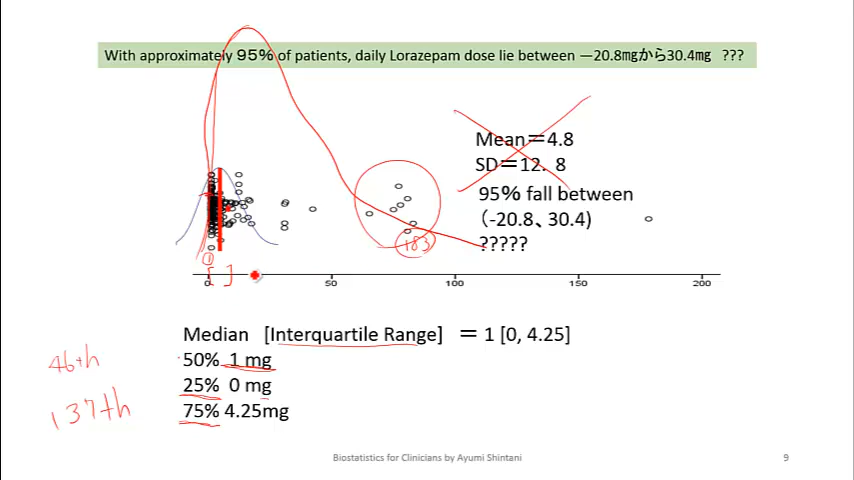 With approximately 95% of patients, daily Lorazepam dose lie between －20.8㎎から30.4㎎ ???
Mean＝4.8
SD＝12．8
95% fall between
（-20.8、30.4）
?????
183
①
[ ]
0
50
100
150
200
Median [Interquartile Range] ＝ 1 [0, 4.25]
46th
50% 1 mg
25% 0 mg
137th
75% 4.25mg
Biostatistics for Clinicians by Ayumi Shintani
9